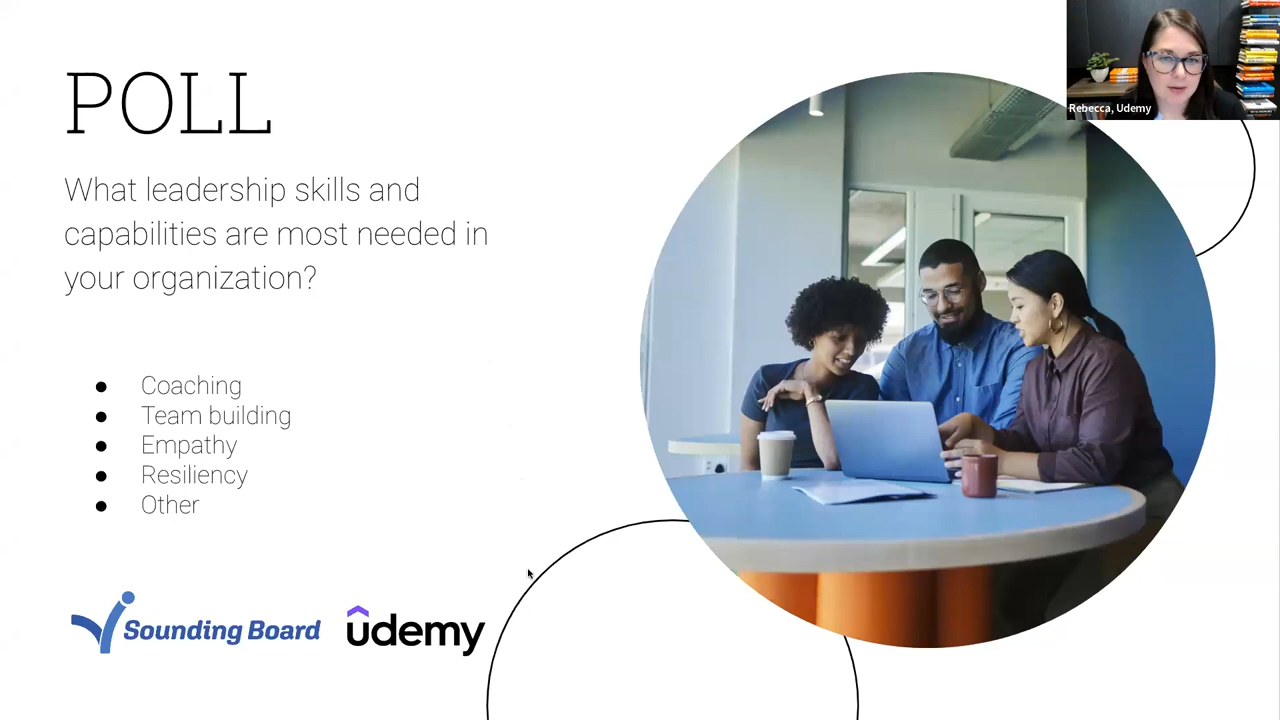 POLL
What leadership skills and
capabilities are most needed in
your organization?
● Coaching
● Team building
● Empathy
● Resiliency
● Other
Sounding Board
udemy
Rebecca, Udemy